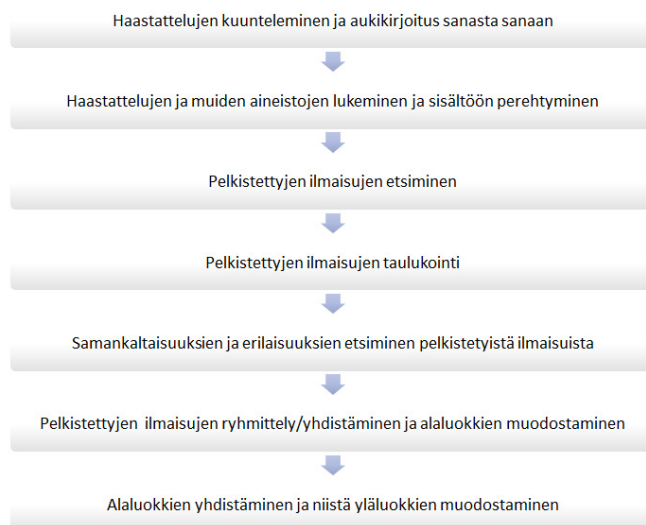 Haastattelujen kuunteleminen ja aukikirjoitus sanasta sanaan
Haastattelujen ja muiden aineistojen lukeminen ja sisältöön perehtyminen
Pelkistettyjen ilmaisujen etsiminen
Pelkistettyjen ilmaisujen taulukointi
Samankaltaisuuksien ja erilaisuuksien etsiminen pelkistetyistä ilmaisuista
Pelkistettyjen ilmaisujen ryhmittely/yhdistäminen ja alaluokkien muodostaminen
Alaluokkien yhdistäminen ja niistä yläluokkien muodostaminen